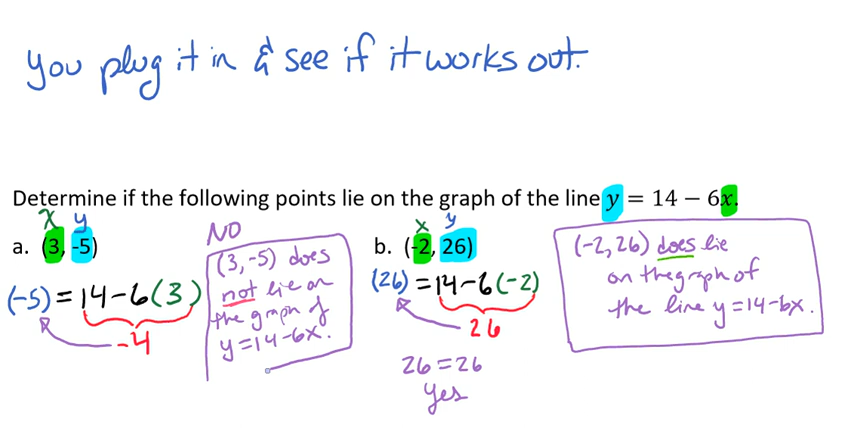 you plug it in & see if it works out.
Determine if the following points lie on the graph of the line y = 14 − 6x.
x y
a. (3, -5)
(-5) = 14 - 6(3)
-4
NO
(3, -5) does
not lie on
the graph of
y = 14 - 6x.
x y
b. (-2, 26)
(26) = 14 - 6(-2)
26
26 = 26
Yes
(-2, 26) does lie
on the graph of
the line y = 14 - 6x.